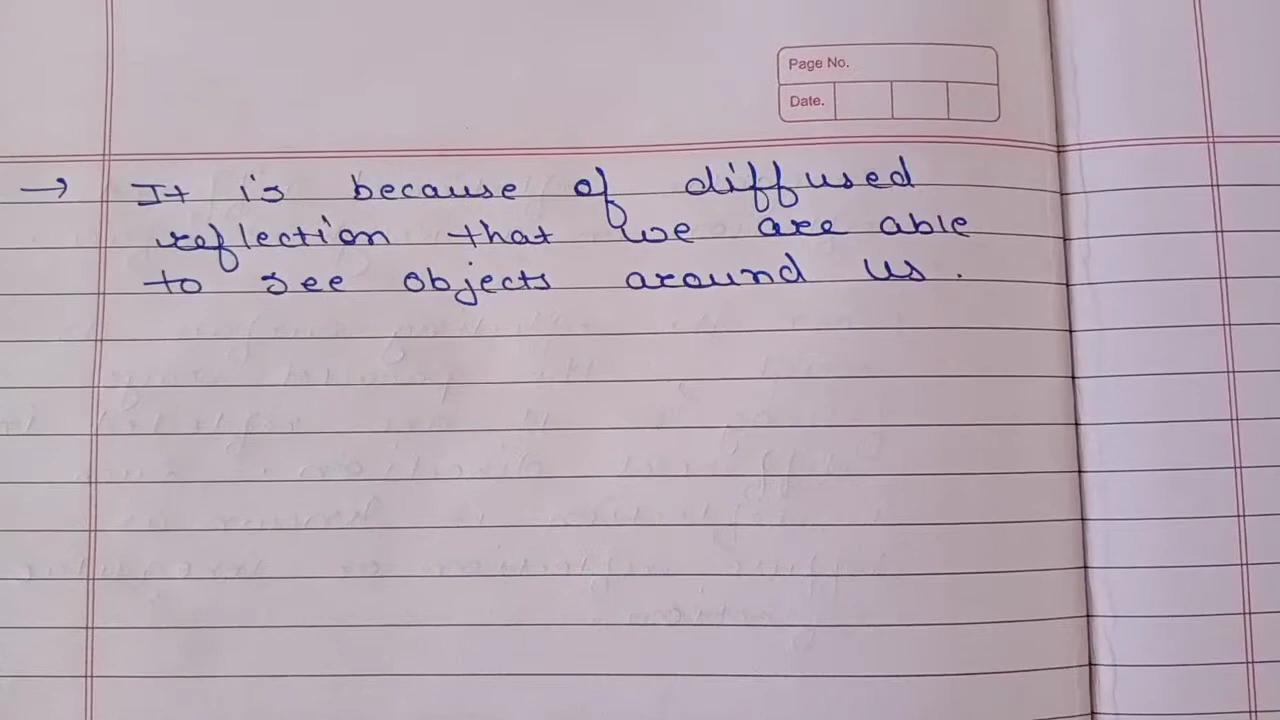 Page No.
Date.
→ It is because of diffused
reflection that we are able
to see objects around us.